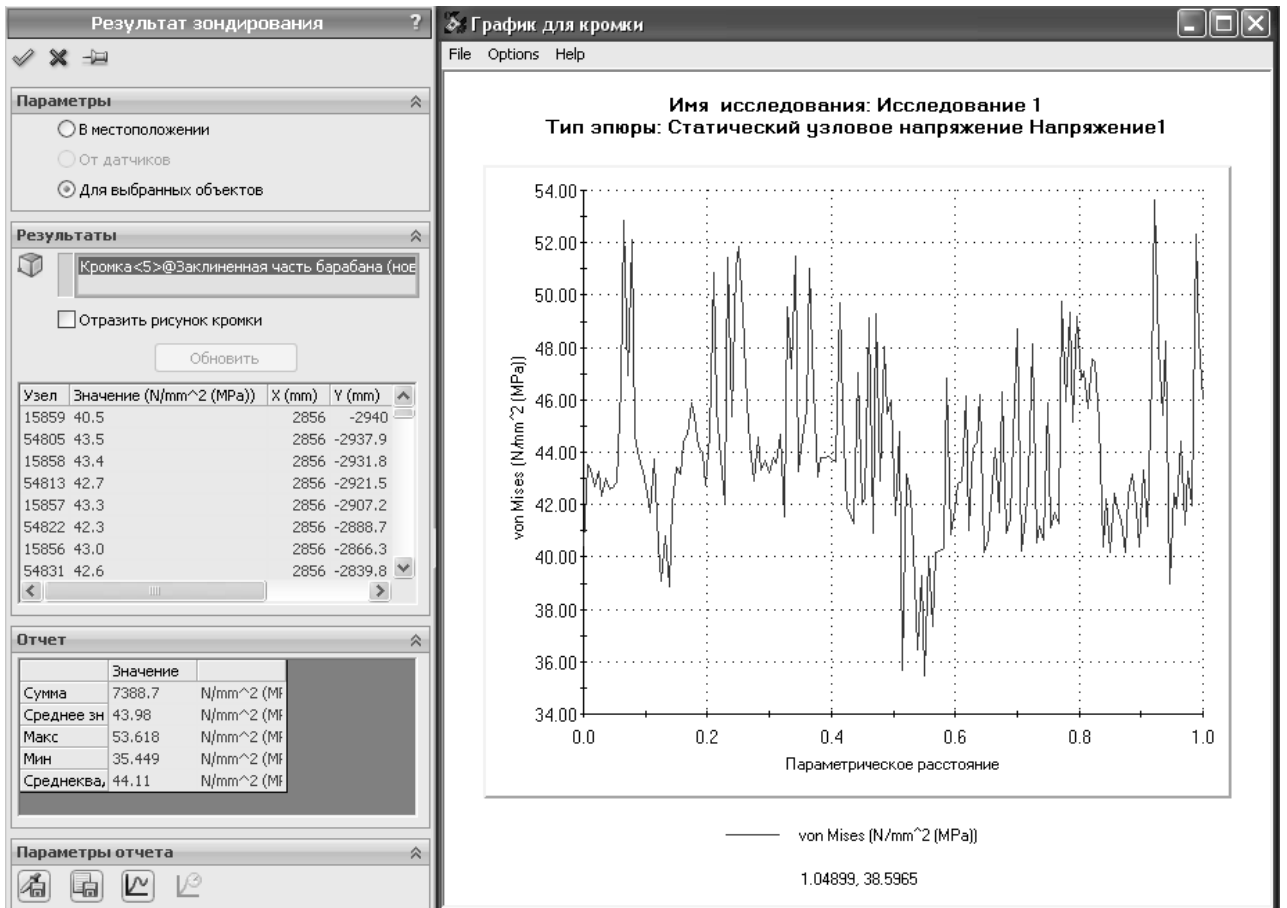 Результат зондирования ?
Параметры
В местоположении
От датчиков
Для выбранных объектов
Результаты
Кромка<5>@Заклиненная часть барабана (нов
Отразить рисунок кромки
Обновить
Узел Значение (N/mm^2 (MPa)) X (mm) Y (mm)
15859 40.5 2856 -2940
54805 43.5 2856 -2937.9
15858 43.4 2856 -2931.8
54813 42.7 2856 -2921.5
15857 43.3 2856 -2907.2
54822 42.3 2856 -2888.7
15856 43.0 2856 -2866.3
54831 42.6 2856 -2839.8
Отчет
Значение
Сумма 7388.7 N/mm^2 (MF
Среднее зн 43.98 N/mm^2 (MF
Макс 53.618 N/mm^2 (MF
Мин 35.449 N/mm^2 (MF
Среднеква, 44.11 N/mm^2 (MF
Параметры отчета
График для кромки
File Options Help
Имя исследования: Исследование 1
Тип эпюры: Статический узловое напряжение Напряжение1
von Mises (N/mm^2 (MPa))
54.00
52.00
50.00
48.00
46.00
44.00
42.00
40.00
38.00
36.00
34.00
0.0 0.2 0.4 0.6 0.8 1.0
Параметрическое расстояние
von Mises (N/mm^2 (MPa))
1.04899, 38.5965